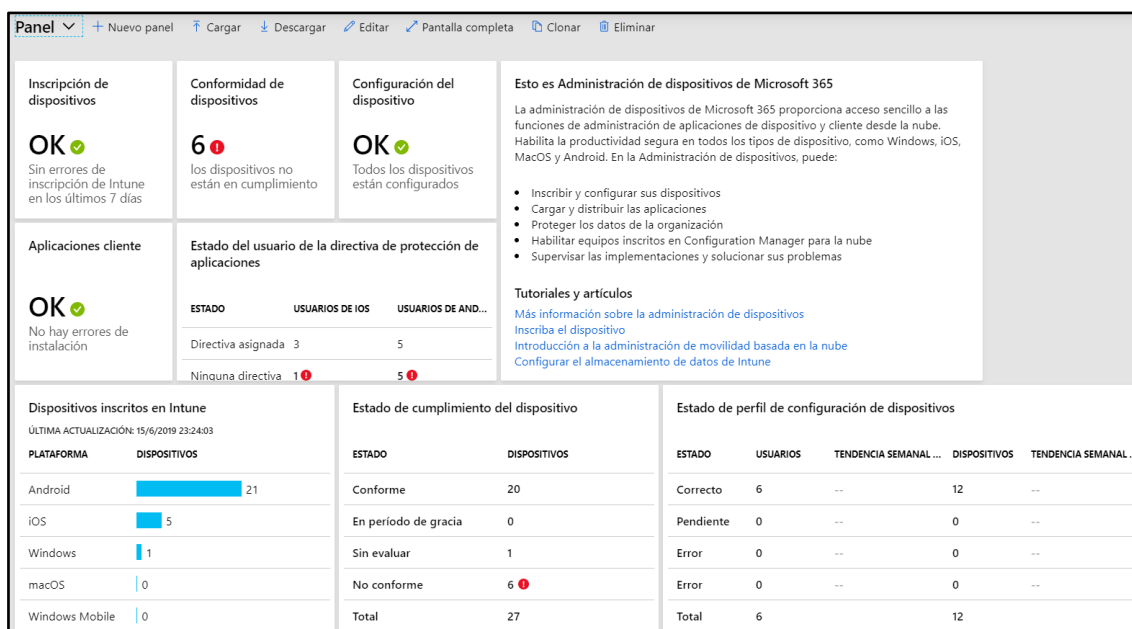 Panel
Nuevo panel
Cargar
Descargar
Editar
Pantalla completa
Clonar
Eliminar
Inscripción de
dispositivos
OK
Sin errores de
inscripción de Intune
en los últimos 7 días
Conformidad de
dispositivos
6
los dispositivos no
están en cumplimiento
Configuración del
dispositivo
OK
Todos los dispositivos
están configurados
Esto es Administración de dispositivos de Microsoft 365
La administración de dispositivos de Microsoft 365 proporciona acceso sencillo a las
funciones de administración de aplicaciones de dispositivo y cliente desde la nube.
Habilita la productividad segura en todos los tipos de dispositivo, como Windows, iOS,
MacOS y Android. En la Administración de dispositivos, puede:
• Inscribir y configurar sus dispositivos
• Cargar y distribuir las aplicaciones
• Proteger los datos de la organización
• Habilitar equipos inscritos en Configuration Manager para la nube
• Supervisar las implementaciones y solucionar sus problemas
Tutoriales y artículos
Más información sobre la administración de dispositivos
Inscriba el dispositivo
Introducción a la administración de movilidad basada en la nube
Configurar el almacenamiento de datos de Intune
Aplicaciones cliente
OK
No hay errores de
instalación
Estado del usuario de la directiva de protección de
aplicaciones
ESTADO USUARIOS DE IOS USUARIOS DE AND...
Directiva asignada 3 5
Ninguna directiva 1 5
Dispositivos inscritos en Intune
ÚLTIMA ACTUALIZACIÓN: 15/6/2019 23:24:03
PLATAFORMA DISPOSITIVOS
Android 21
iOS 5
Windows 1
macOS 0
Windows Mobile 0
Estado de cumplimiento del dispositivo
ESTADO DISPOSITIVOS
Conforme 20
En período de gracia 0
Sin evaluar 1
No conforme 6
Total 27
Estado de perfil de configuración de dispositivos
ESTADO USUARIOS TENDENCIA SEMANAL ... DISPOSITIVOS TENDENCIA SEMANAL .
Correcto 6 -- 12 --
Pendiente 0 -- 0 --
Error 0 -- 0 --
Error 0 -- 0 --
Total 6 12